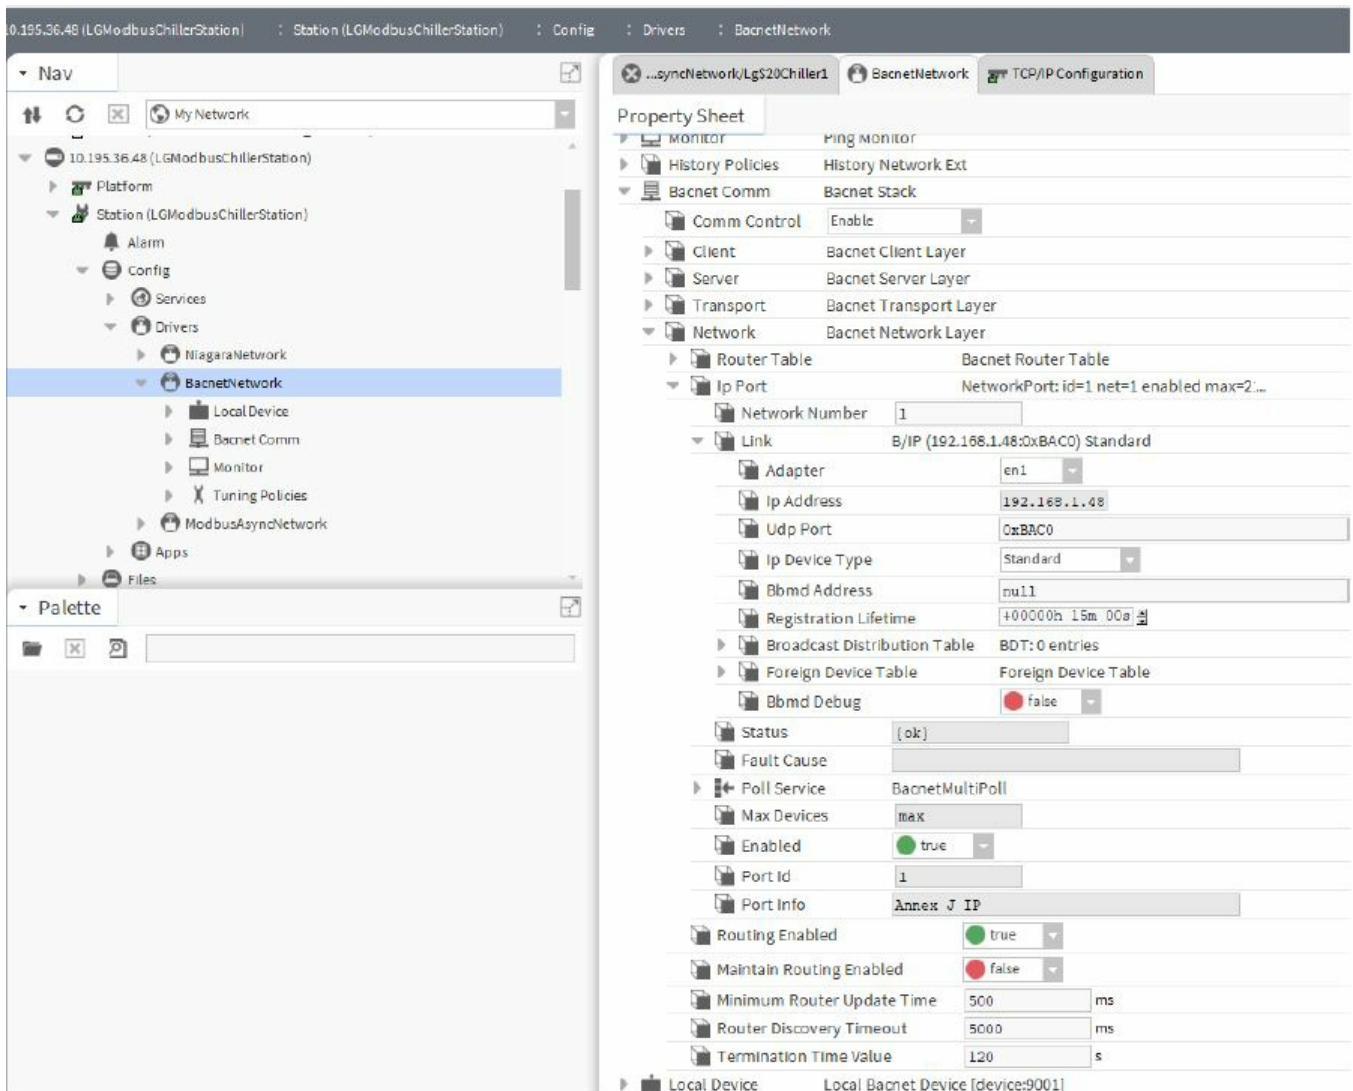 10.195.36.48 (LGModbusChillerStation) : Station (LGModbusChillerStation) : Config : Drivers : BacnetNetwork
Nav
My Network
10.195.36.48 (LGModbusChillerStation)
Platform
Station (LGModbusChillerStation)
Alarm
Config
Services
Drivers
NiagaraNetwork
BacnetNetwork
Local Device
Bacnet Comm
Monitor
Tuning Policies
ModbusAsyncNetwork
Apps
Files
Palette
...syncNetwork/LgS20Chiller1 BacnetNetwork TCP/IP Configuration
Property Sheet
Monitor Ping Monitor
History Policies History Network Ext
Bacnet Comm Bacnet Stack
Comm Control Enable
Client Bacnet Client Layer
Server Bacnet Server Layer
Transport Bacnet Transport Layer
Network Bacnet Network Layer
Router Table Bacnet Router Table
Ip Port NetworkPort: id=1 net=1 enabled max=2:...
Network Number 1
Link B/IP (192.168.1.48:0xBAC0) Standard
Adapter en1
Ip Address 192.168.1.48
Udp Port 0xBAC0
Ip Device Type Standard
Bbmd Address null
Registration Lifetime +00000h 15m 00s
Broadcast Distribution Table BDT: 0 entries
Foreign Device Table Foreign Device Table
Bbmd Debug false
Status {ok}
Fault Cause
Poll Service BacnetMultiPoll
Max Devices max
Enabled true
Port Id 1
Port Info Annex J IP
Routing Enabled true
Maintain Routing Enabled false
Minimum Router Update Time 500 ms
Router Discovery Timeout 5000 ms
Termination Time Value 120 s
Local Device Local Bacnet Device [device:9001]